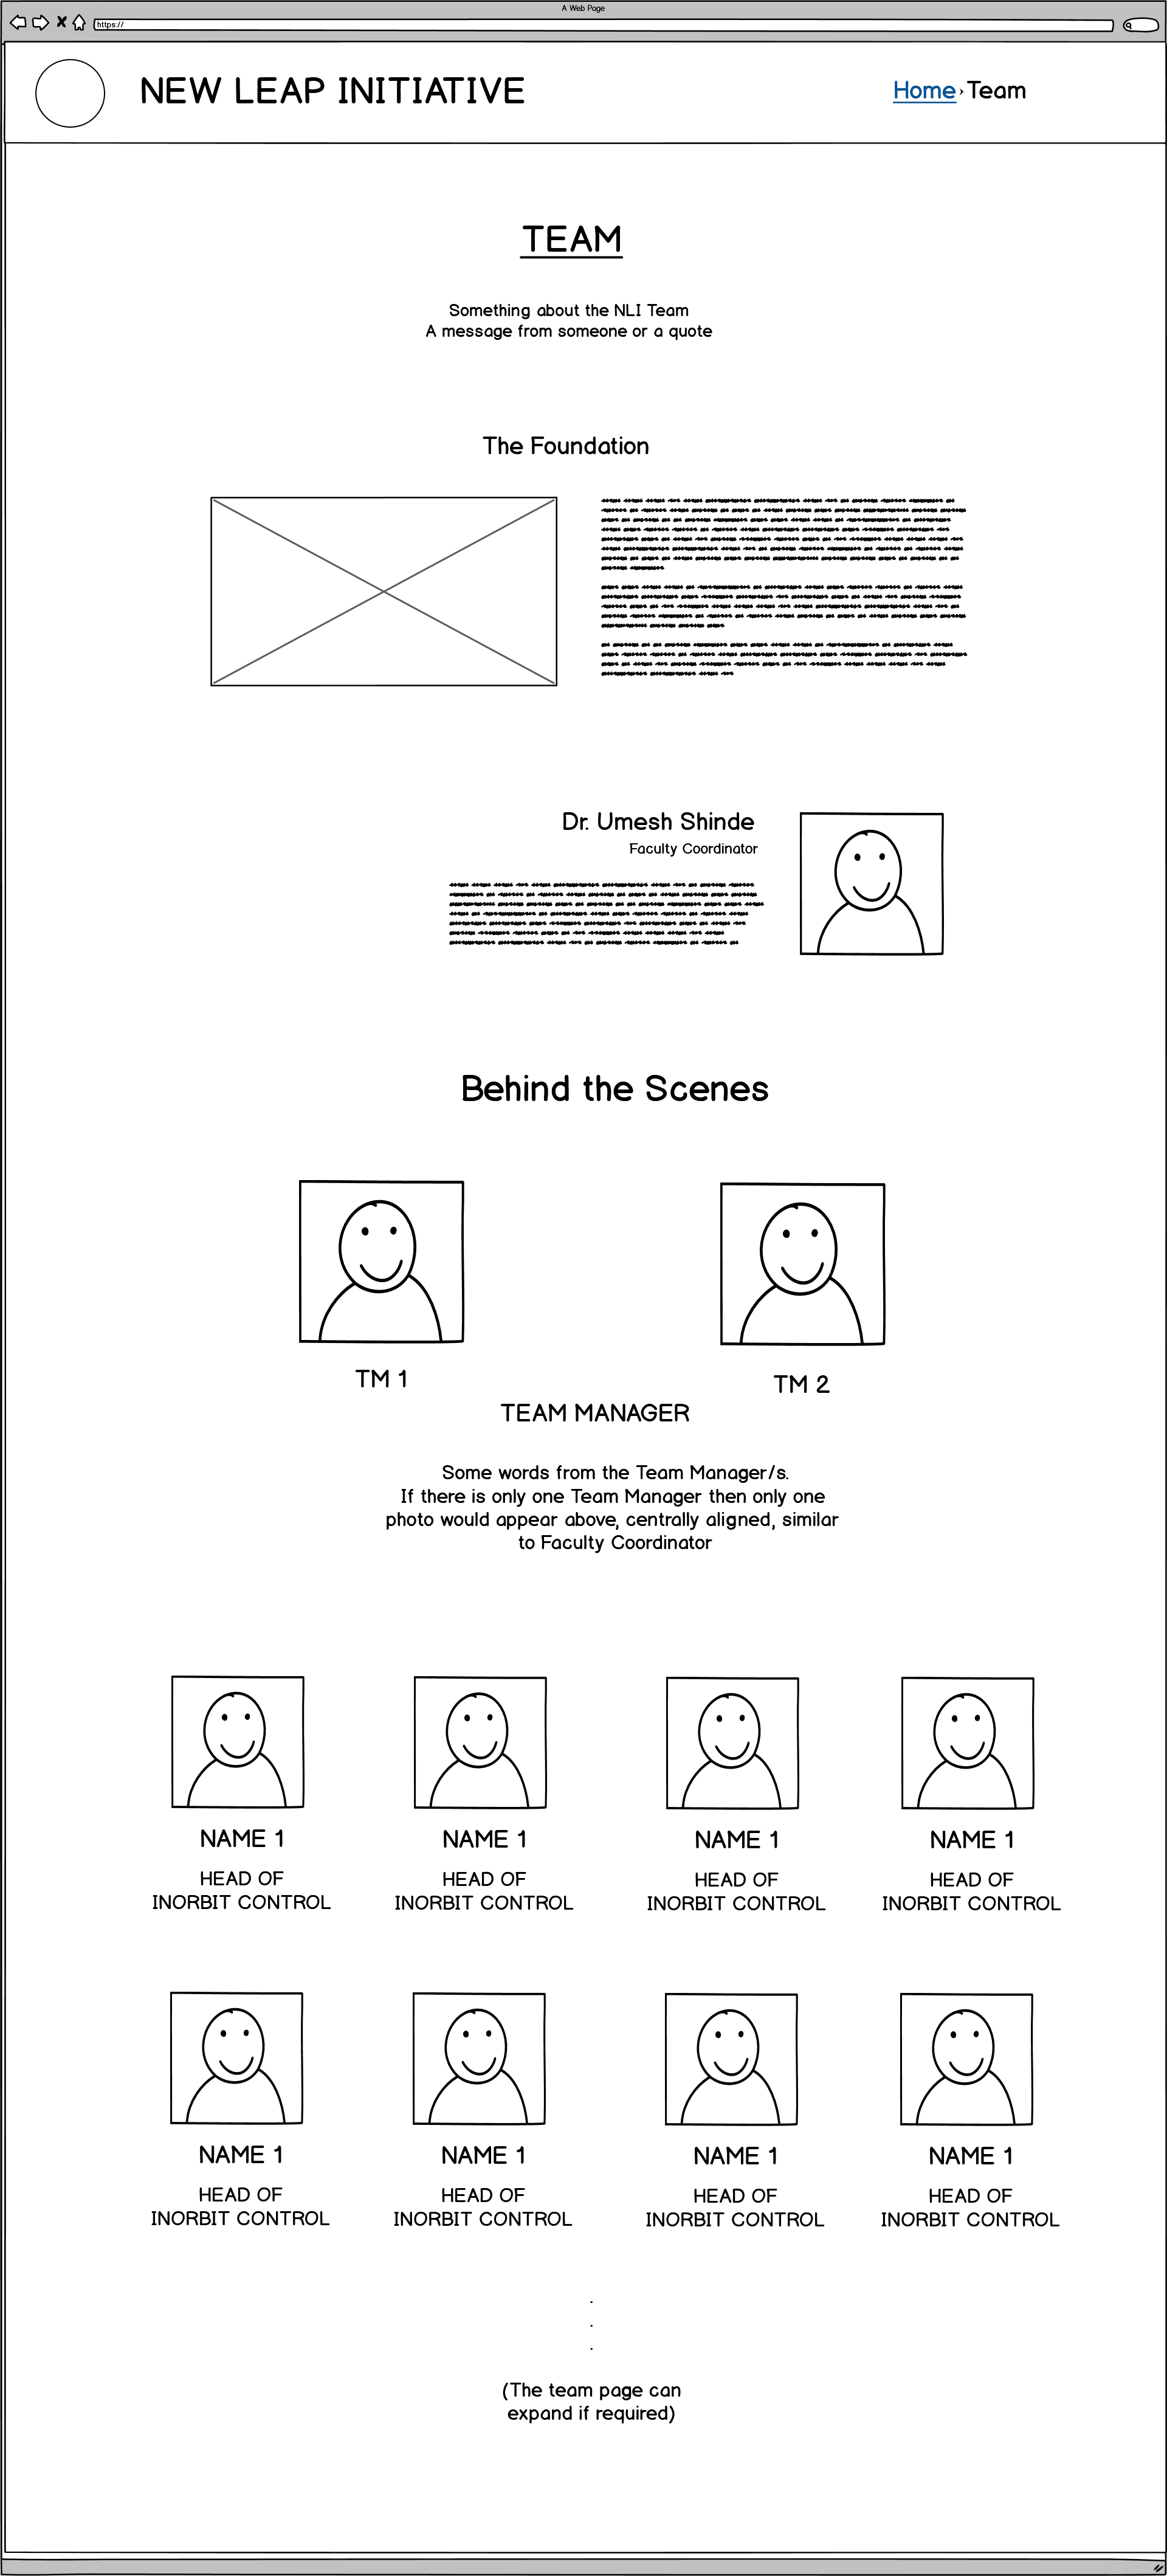 A Web Page
https://
NEW LEAP INITIATIVE
Home › Team
TEAM
Something about the NLI Team
A message from someone or a quote
The Foundation
Dr. Umesh Shinde
Faculty Coordinator
Behind the Scenes
TM 1
TM 2
TEAM MANAGER
Some words from the Team Manager/s.
If there is only one Team Manager then only one
photo would appear above, centrally aligned, similar
to Faculty Coordinator
NAME 1
HEAD OF
INORBIT CONTROL
NAME 1
HEAD OF
INORBIT CONTROL
NAME 1
HEAD OF
INORBIT CONTROL
NAME 1
HEAD OF
INORBIT CONTROL
NAME 1
HEAD OF
INORBIT CONTROL
NAME 1
HEAD OF
INORBIT CONTROL
NAME 1
HEAD OF
INORBIT CONTROL
NAME 1
HEAD OF
INORBIT CONTROL
.
.
.
(The team page can
expand if required)